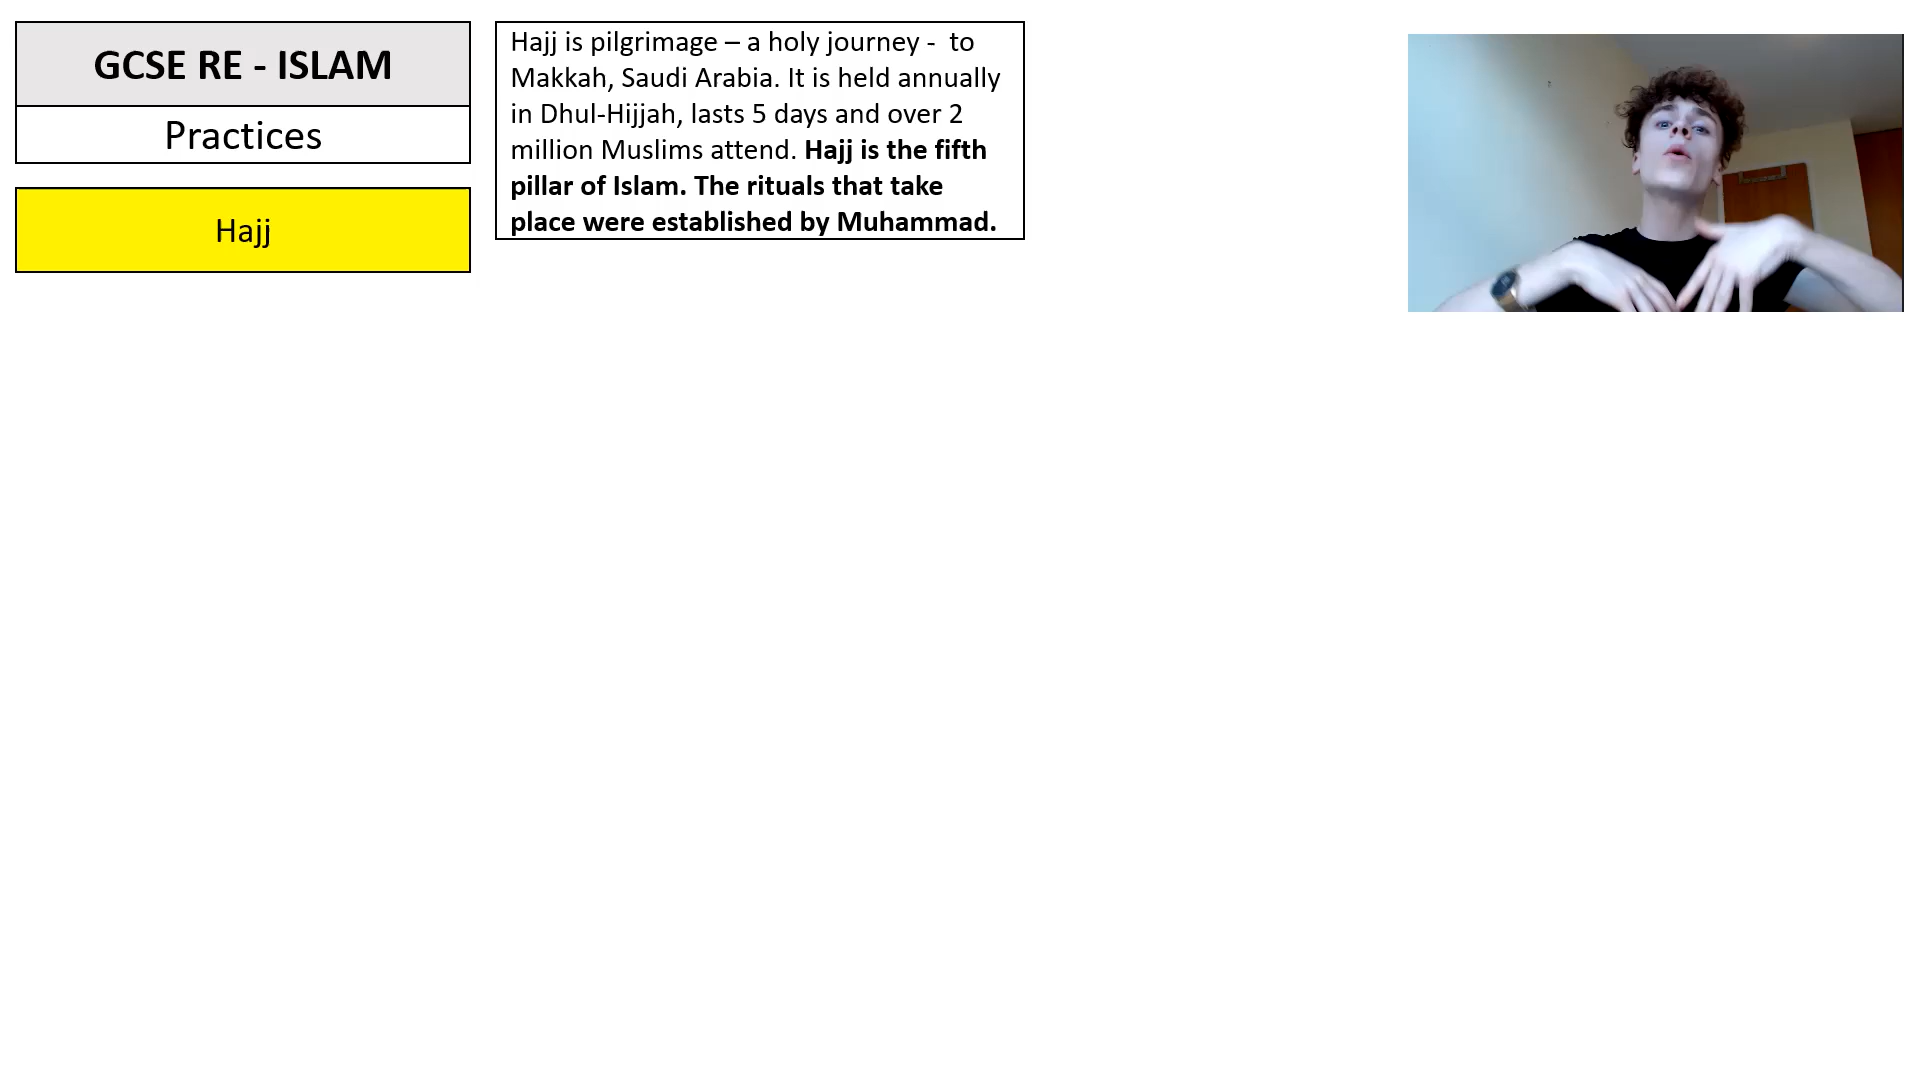 GCSE RE - ISLAM
Practices
Hajj
Hajj is pilgrimage – a holy journey -  to
Makkah, Saudi Arabia. It is held annually
in Dhul-Hijjah, lasts 5 days and over 2
million Muslims attend. Hajj is the fifth
pillar of Islam. The rituals that take
place were established by Muhammad.